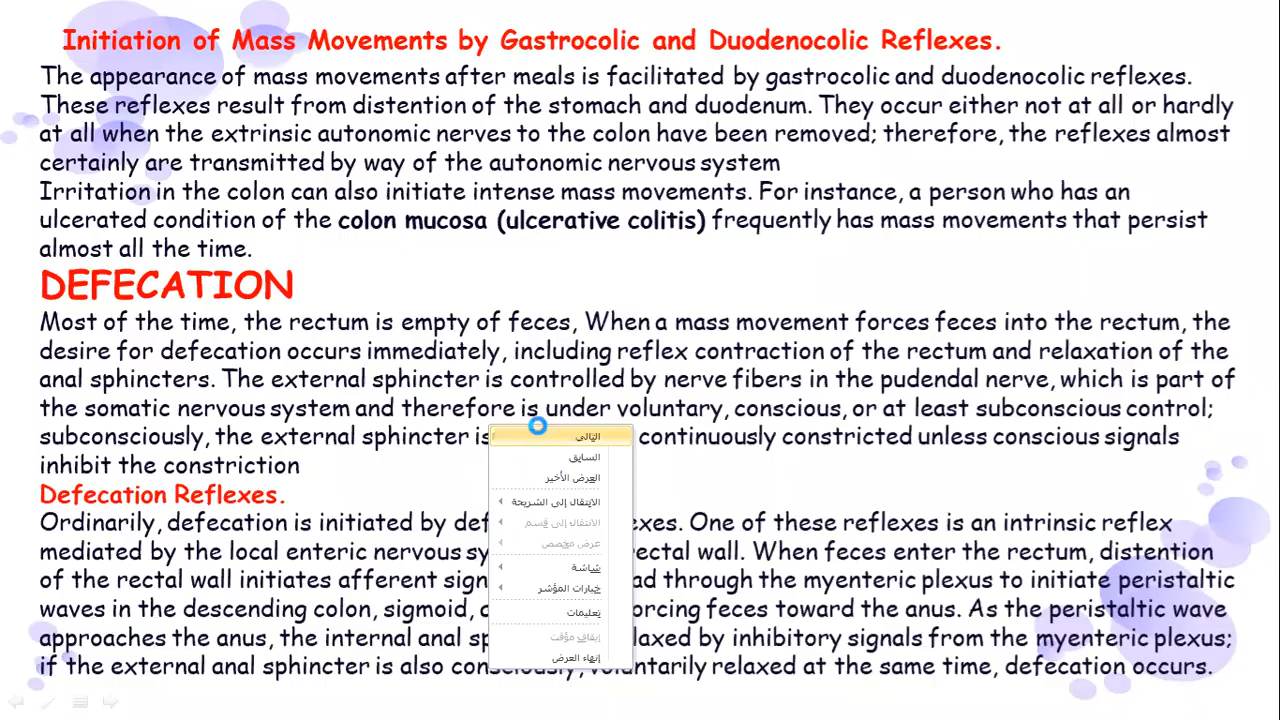 Initiation of Mass Movements by Gastrocolic and Duodenocolic Reflexes.
The appearance of mass movements after meals is facilitated by gastrocolic and duodenocolic reflexes.
These reflexes result from distention of the stomach and duodenum. They occur either not at all or hardly
at all when the extrinsic autonomic nerves to the colon have been removed; therefore, the reflexes almost
certainly are transmitted by way of the autonomic nervous system
Irritation in the colon can also initiate intense mass movements. For instance, a person who has an
ulcerated condition of the colon mucosa (ulcerative colitis) frequently has mass movements that persist
almost all the time.
DEFECATION
Most of the time, the rectum is empty of feces, When a mass movement forces feces into the rectum, the
desire for defecation occurs immediately, including reflex contraction of the rectum and relaxation of the
anal sphincters. The external sphincter is controlled by nerve fibers in the pudendal nerve, which is part of
the somatic nervous system and therefore is under voluntary, conscious, or at least subconscious control;
subconsciously, the external sphincter is continuously constricted unless conscious signals
inhibit the constriction
Defecation Reflexes.
Ordinarily, defecation is initiated by def exes. One of these reflexes is an intrinsic reflex
mediated by the local enteric nervous sy rectal wall. When feces enter the rectum, distention
of the rectal wall initiates afferent sign ad through the myenteric plexus to initiate peristaltic
waves in the descending colon, sigmoid, orcing feces toward the anus. As the peristaltic wave
approaches the anus, the internal anal sp elaxed by inhibitory signals from the myenteric plexus;
if the external anal sphincter is also consciously, voluntarily relaxed at the same time, defecation occurs.
التالي
السابق
العرض الأخير
الانتقال إلى الشريحة
الانتقال إلى قسم
عرض مخصص
شاشة
خيارات المؤشر
تعليمات
إيقاف مؤقت
إنهاء العرض